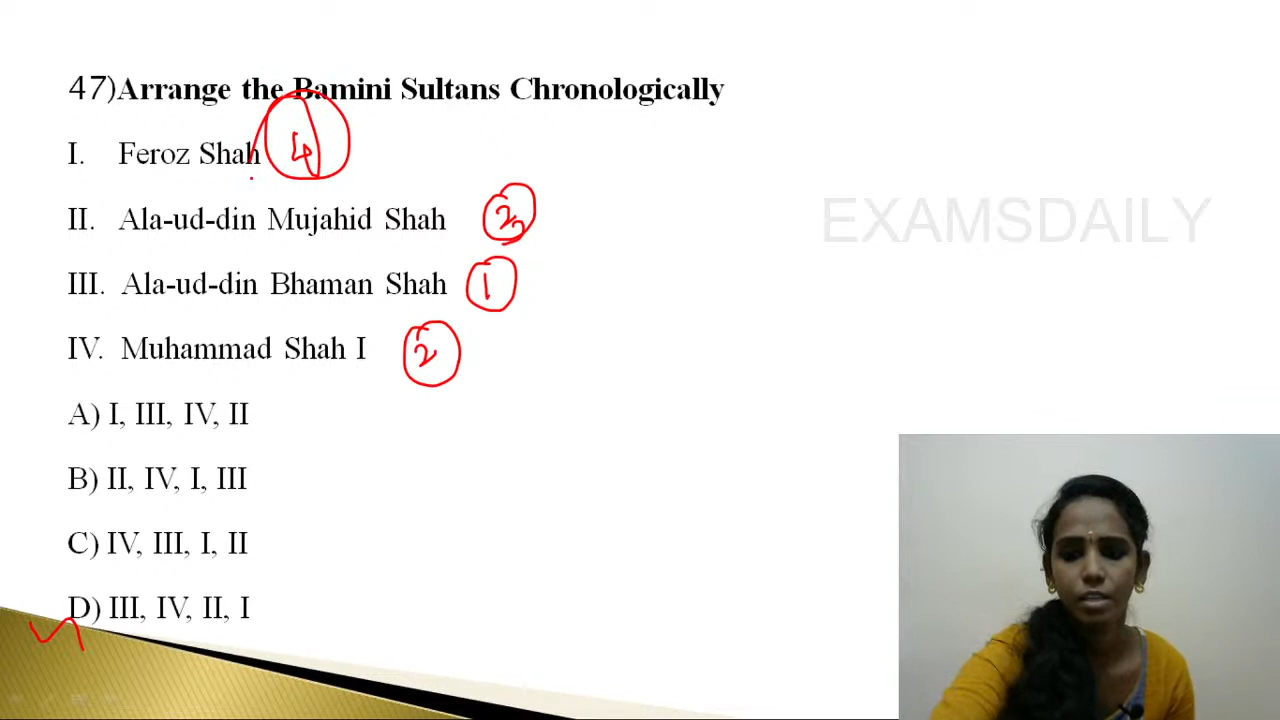 47)Arrange the Bamini Sultans Chronologically
I. Feroz Shah 4
II. Ala-ud-din Mujahid Shah
III. Ala-ud-din Bhaman Shah 1
IV. Muhammad Shah I 2
A) I, III, IV, II
B) II, IV, I, III
C) IV, III, I, II
D) III, IV, II, I
EXAMSDAILY